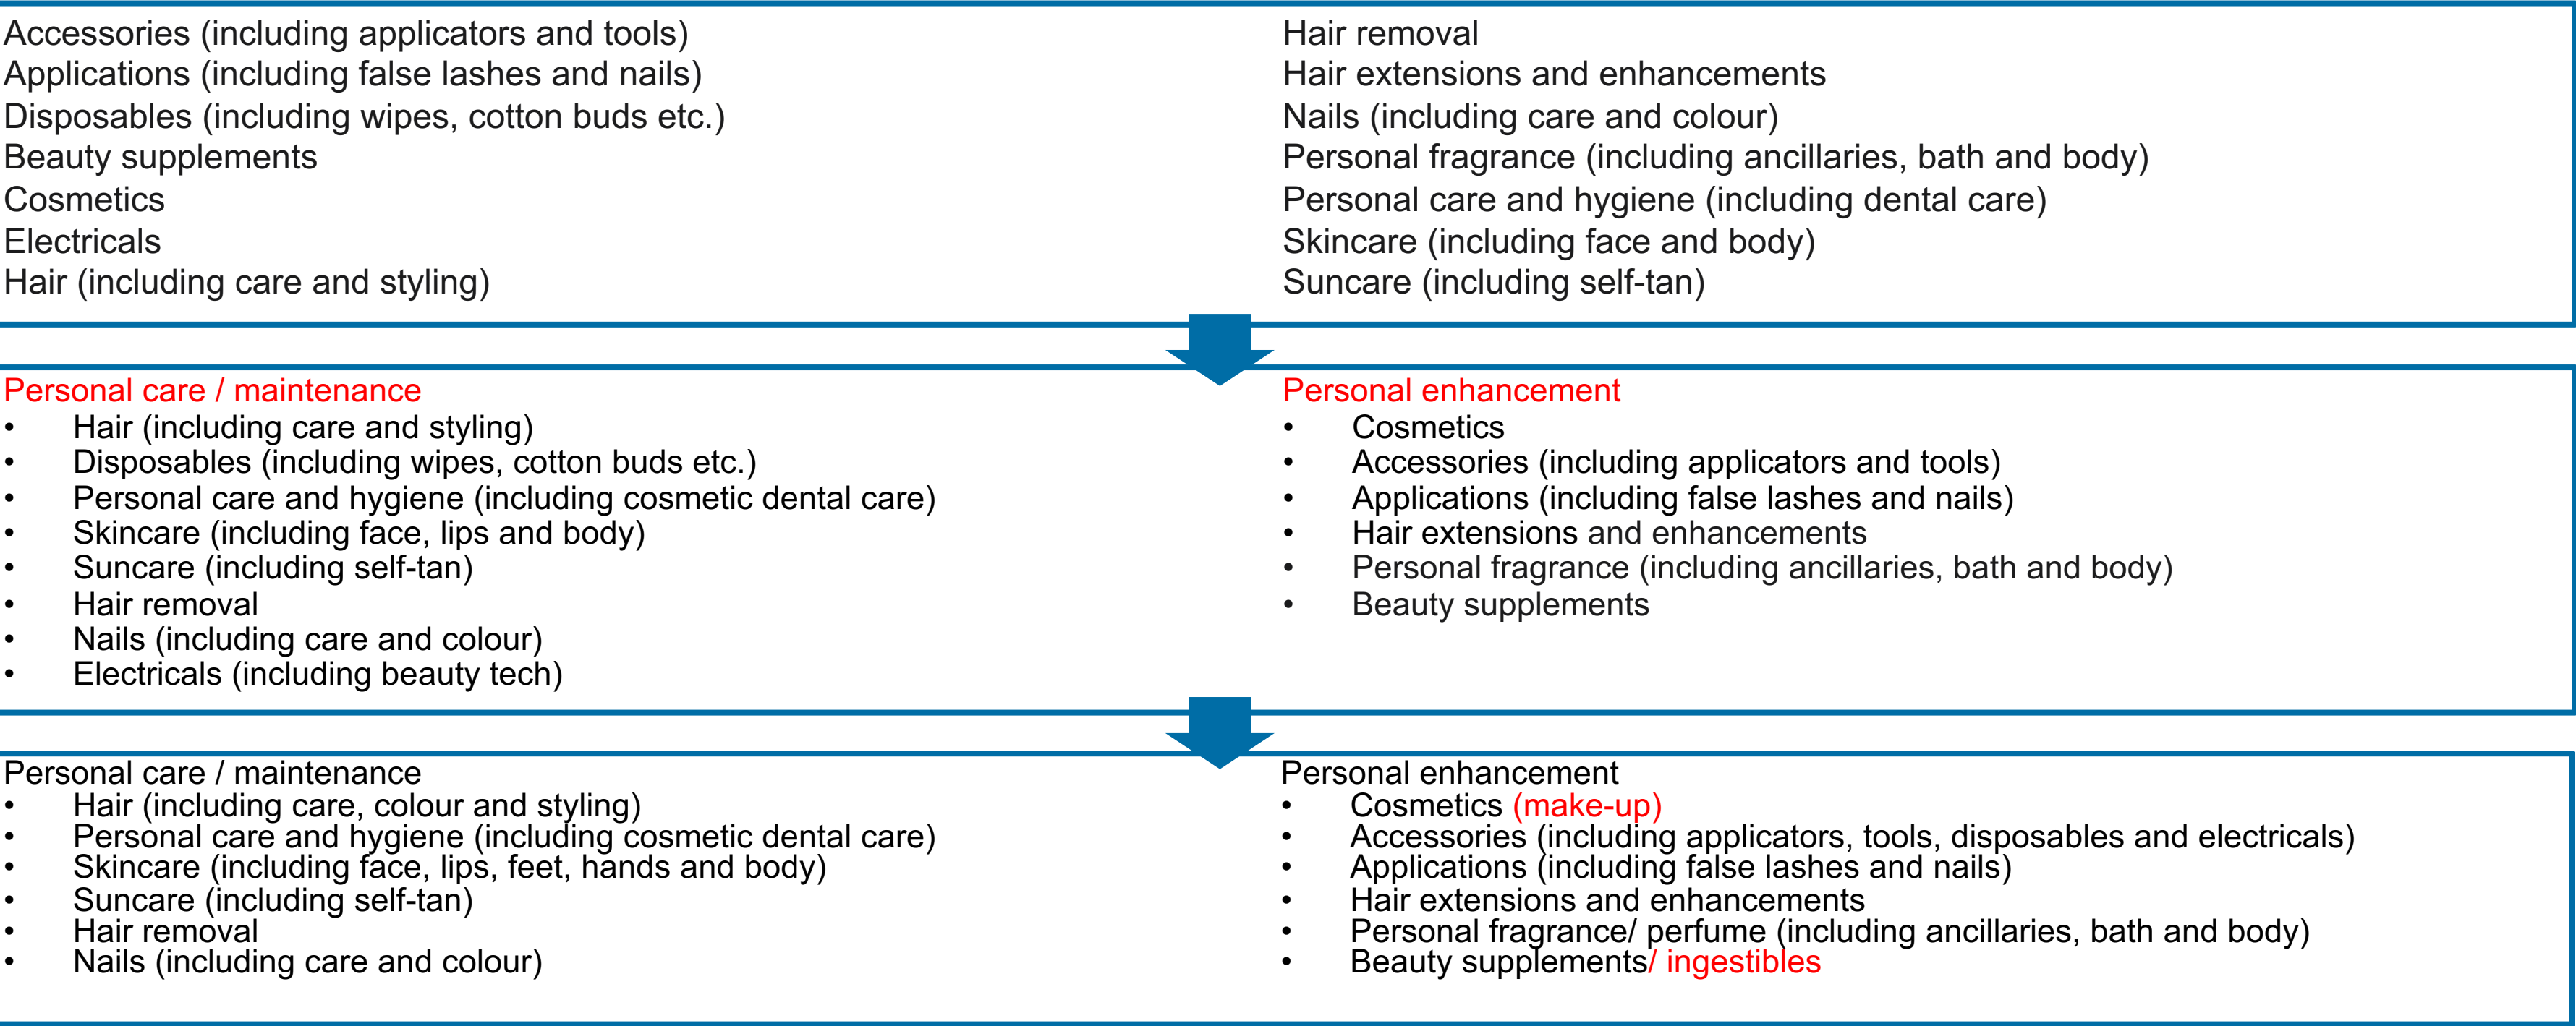 Accessories (including applicators and tools)
Applications (including false lashes and nails)
Disposables (including wipes, cotton buds etc.)
Beauty supplements
Cosmetics
Electricals
Hair (including care and styling)
Hair removal
Hair extensions and enhancements
Nails (including care and colour)
Personal fragrance (including ancillaries, bath and body)
Personal care and hygiene (including dental care)
Skincare (including face and body)
Suncare (including self-tan)
Personal care / maintenance
• Hair (including care and styling)
• Disposables (including wipes, cotton buds etc.)
• Personal care and hygiene (including cosmetic dental care)
• Skincare (including face, lips and body)
• Suncare (including self-tan)
• Hair removal
• Nails (including care and colour)
• Electricals (including beauty tech)
Personal enhancement
• Cosmetics
• Accessories (including applicators and tools)
• Applications (including false lashes and nails)
• Hair extensions and enhancements
• Personal fragrance (including ancillaries, bath and body)
• Beauty supplements
Personal care / maintenance
• Hair (including care, colour and styling)
• Personal care and hygiene (including cosmetic dental care)
• Skincare (including face, lips, feet, hands and body)
• Suncare (including self-tan)
• Hair removal
• Nails (including care and colour)
Personal enhancement
• Cosmetics (make-up)
• Accessories (including applicators, tools, disposables and electricals)
• Applications (including false lashes and nails)
• Hair extensions and enhancements
• Personal fragrance/ perfume (including ancillaries, bath and body)
• Beauty supplements/ ingestibles